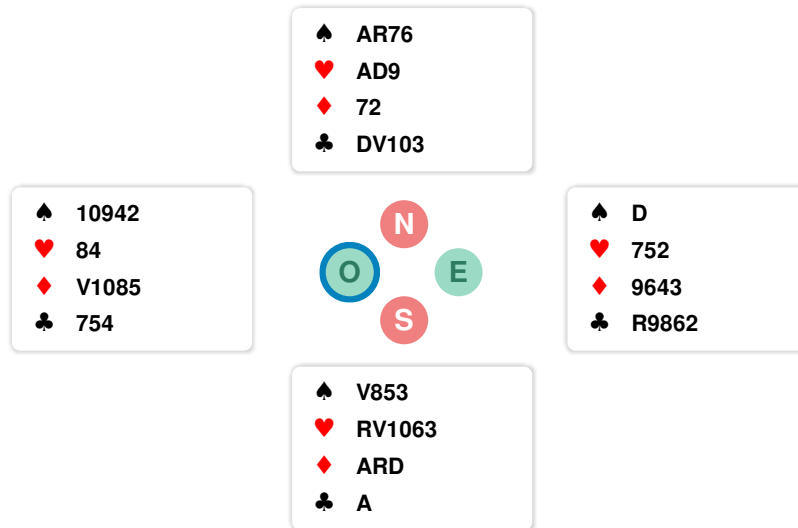 ♠ AR76
♥ AD9
♦ 72
♣ DV103
♠ 10942
♥ 84
♦ V1085
♣ 754
N
O E
S
♠ D
♥ 752
♦ 9643
♣ R9862
♠ V853
♥ RV1063
♦ ARD
♣ A